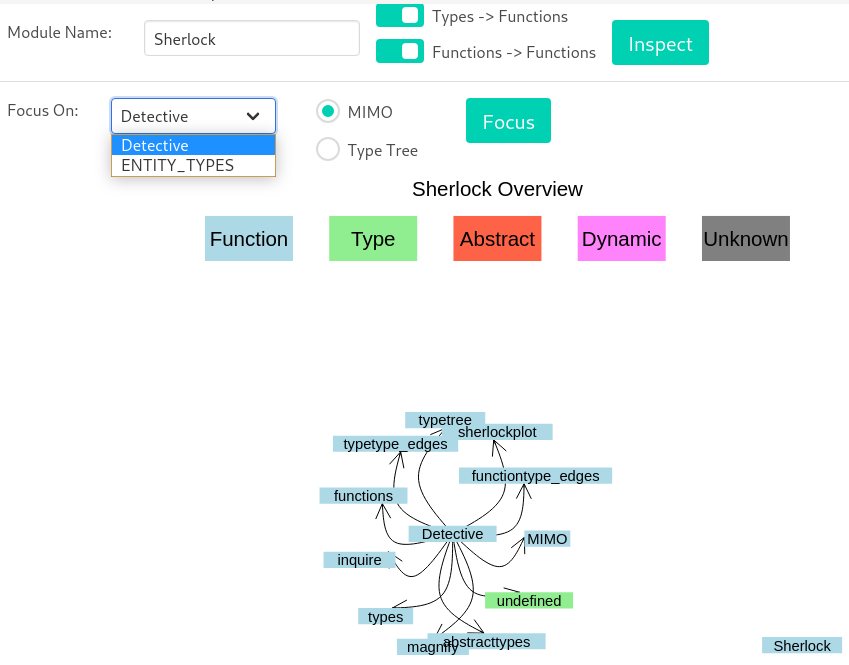 Types -> Functions
Module Name:
Sherlock
Functions -> Functions
Inspect
Focus On:
Detective
MIMO
Focus
Detective
ENTITY_TYPES
Type Tree
Sherlock Overview
Function
Type
Abstract
Dynamic
Unknown
typetree
sherlockplot
typetype_edges
functiontype_edges
functions
Detective
MIMO
inquire
undefined
types
abstracttypes
magnify
Sherlock